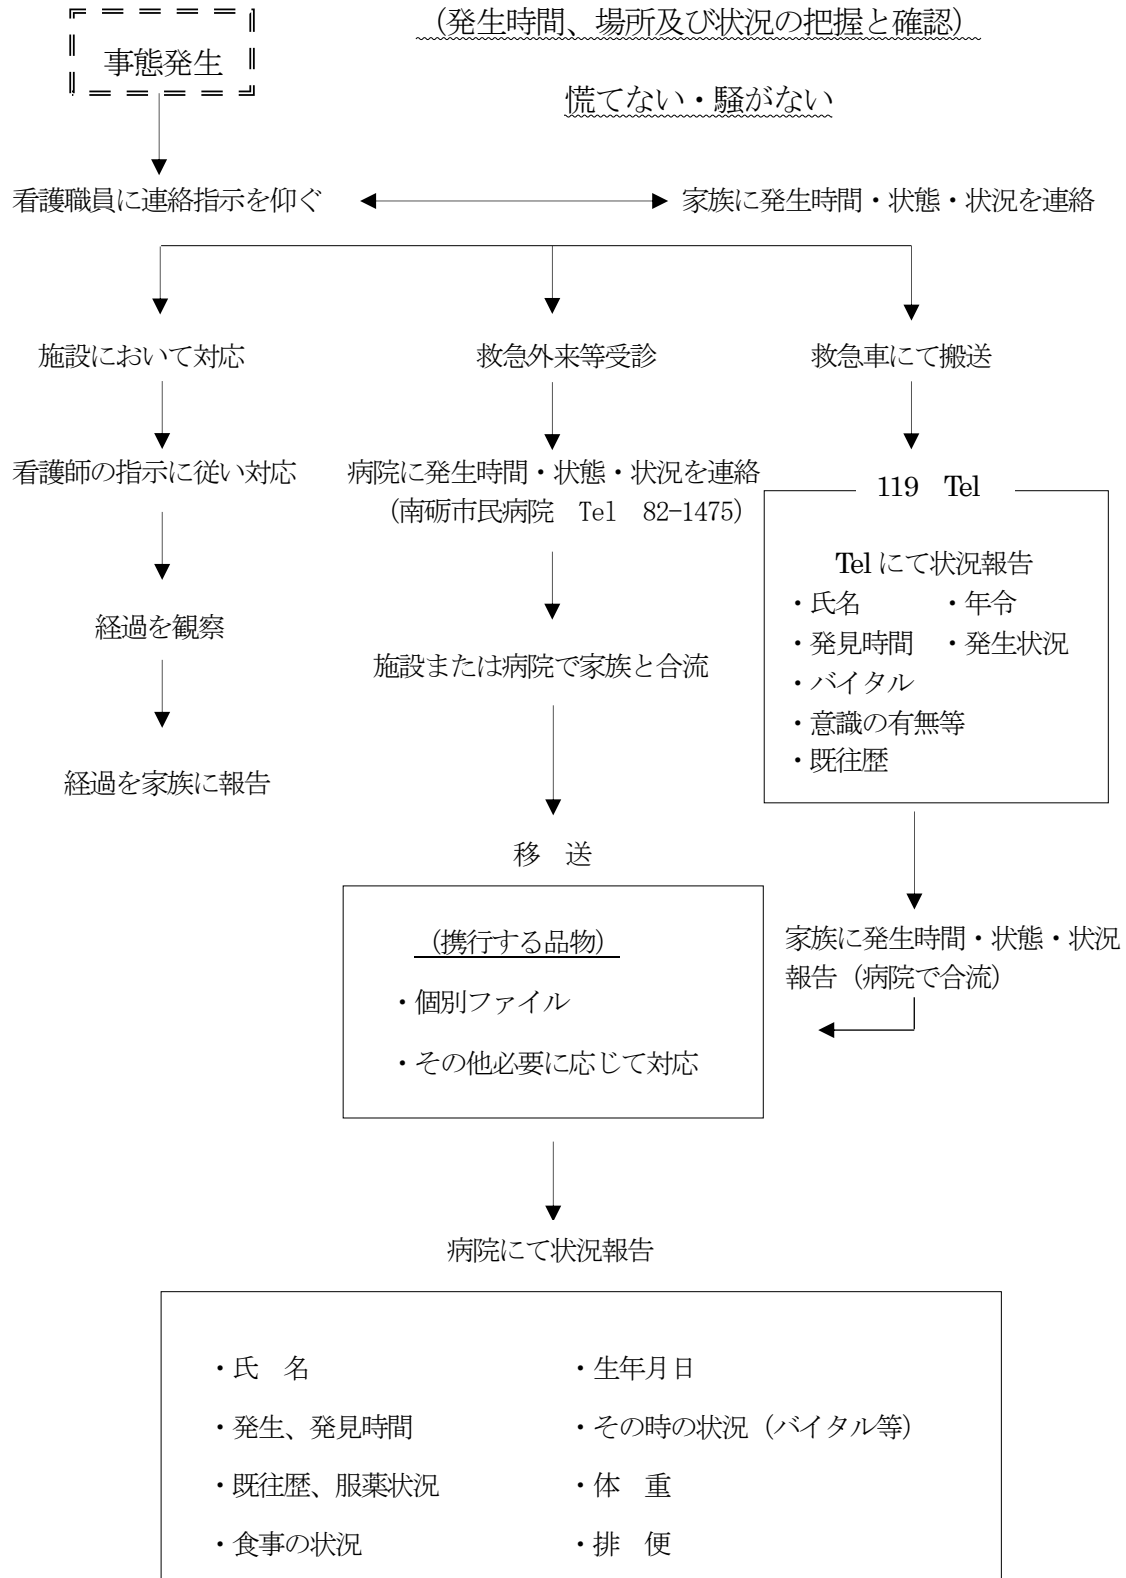 (発生時間、場所及び状況の把握と確認)
事態発生
慌てない・騒がない
看護職員に連絡指示を仰ぐ
家族に発生時間・状態・状況を連絡
施設において対応
救急外来等受診
救急車にて搬送
看護師の指示に従い対応
病院に発生時間・状態・状況を連絡
(南砺市民病院　Tel　82-1475)
119　Tel
Tel にて状況報告
・氏名　・年令
・発見時間　・発生状況
・バイタル
・意識の有無等
・既往歴
経過を観察
施設または病院で家族と合流
経過を家族に報告
移　送
(携行する品物)
・個別ファイル
・その他必要に応じて対応
家族に発生時間・状態・状況
報告（病院で合流）
病院にて状況報告
・氏　名　・生年月日
・発生、発見時間　・その時の状況（バイタル等）
・既往歴、服薬状況　・体　重
・食事の状況　・排　便